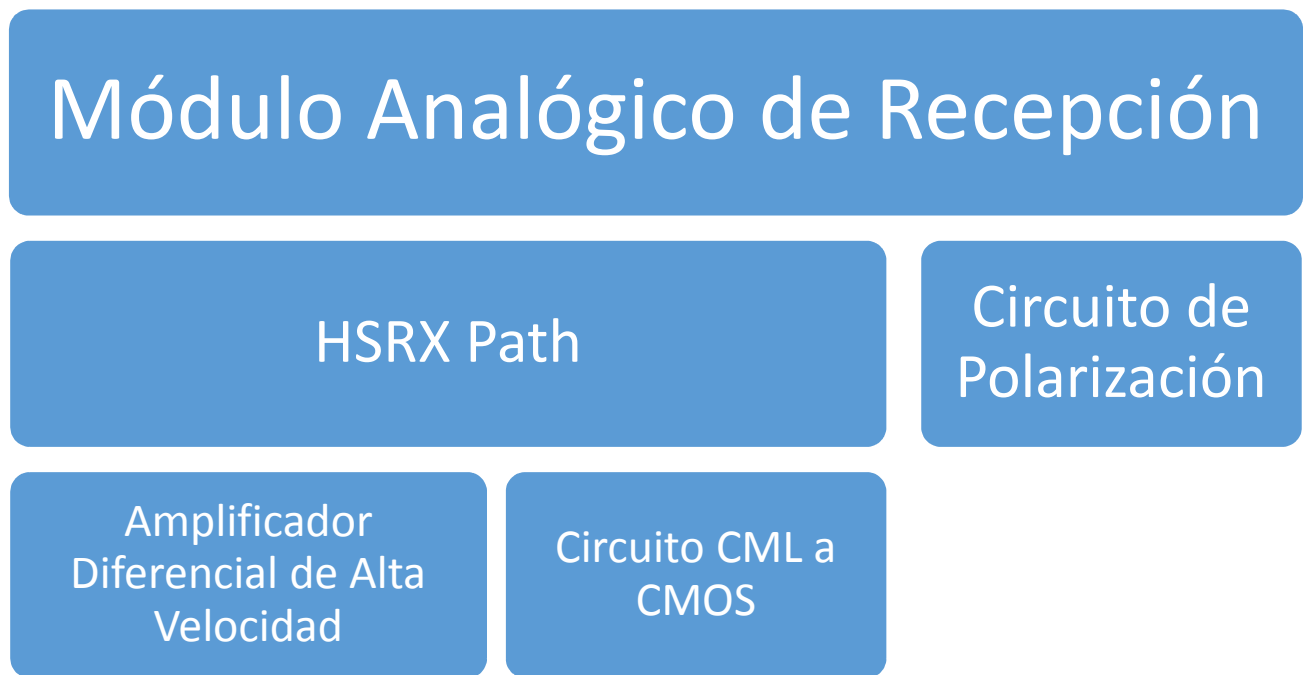 Módulo Analógico de Recepción
HSRX Path
Circuito de
Polarización
Amplificador
Diferencial de Alta
Velocidad
Circuito CML a
CMOS